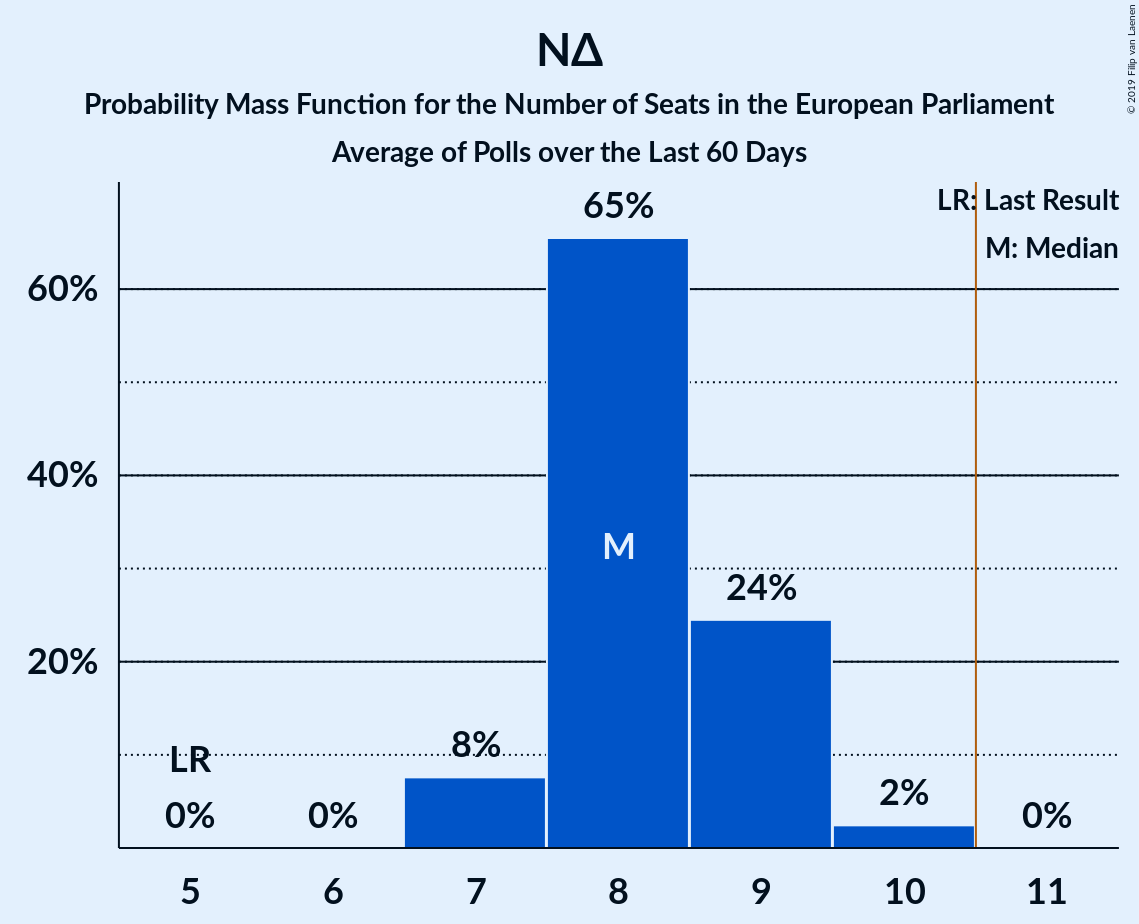 ΝΔ
Probability Mass Function for the Number of Seats in the European Parliament
Average of Polls over the Last 60 Days
© 2019 Filip van Laenen
LR: Last Result
M: Median
65%
60%
40%
M
24%
20%
8%
LR
2%
0%
0%
0%
5
6
7
8
9
10
11